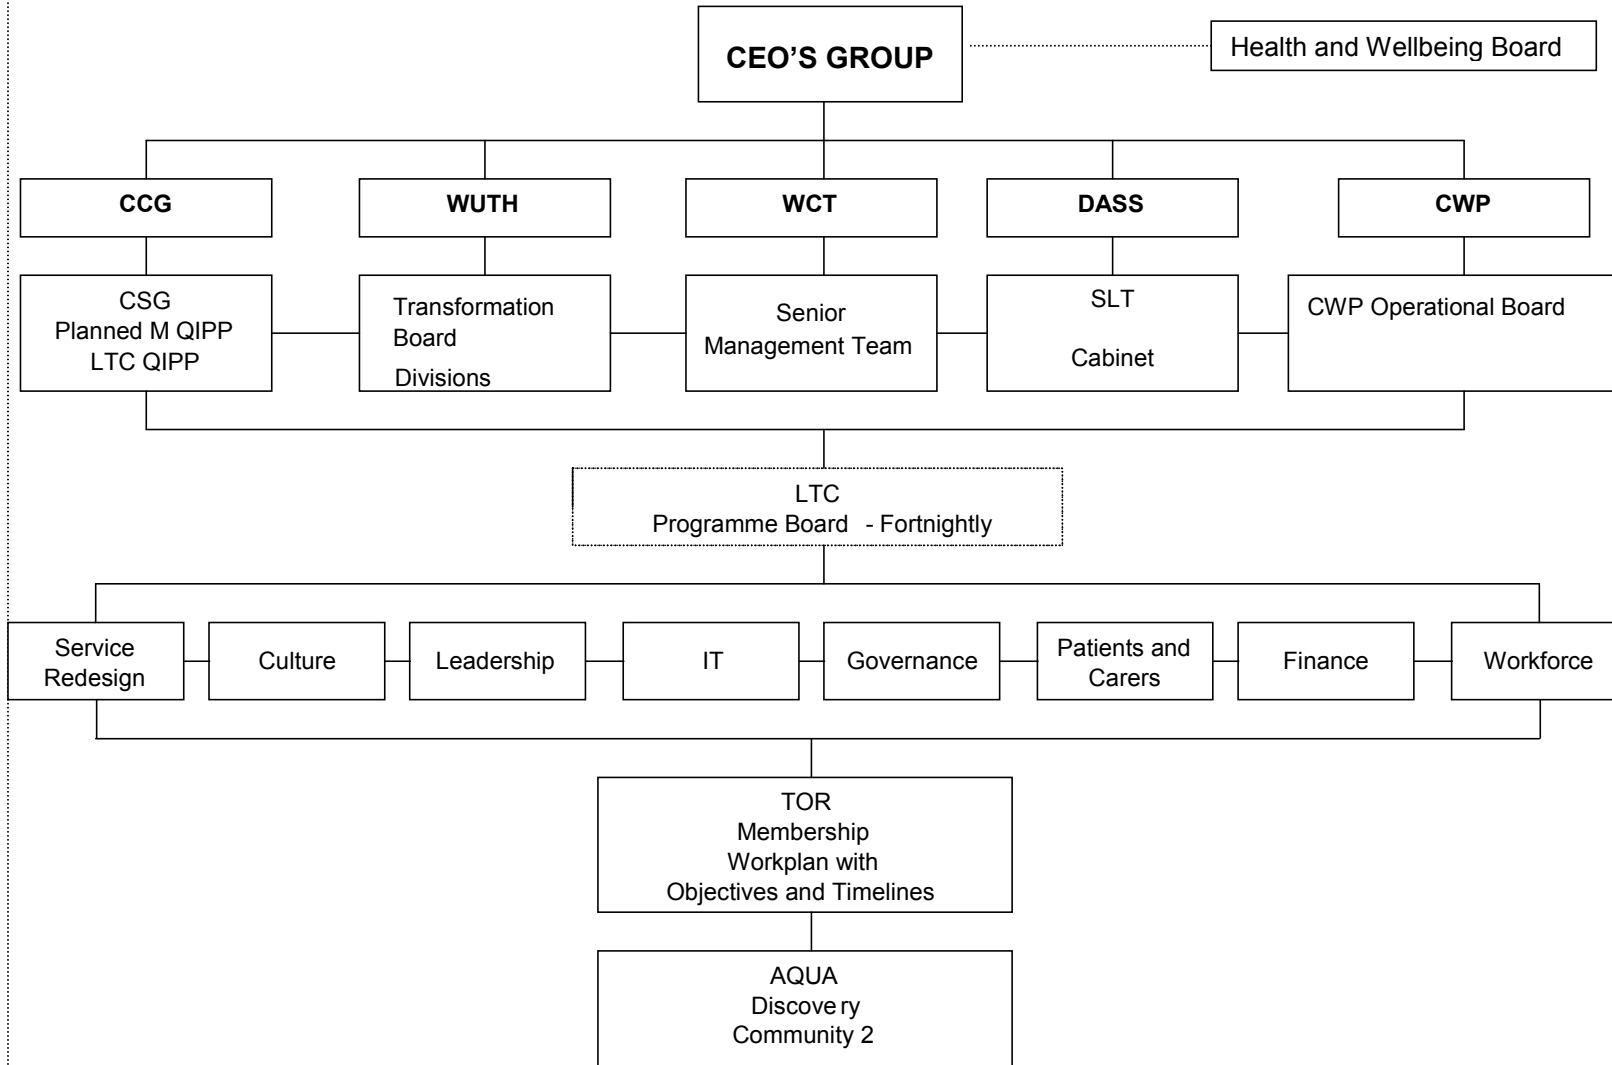 CEO'S GROUP
Health and Wellbeing Board
CCG
WUTH
WCT
DASS
CWP
CSG
Planned M QIPP
LTC QIPP
Transformation
Board
Divisions
Senior
Management Team
SLT
Cabinet
CWP Operational Board
LTC
Programme Board - Fortnightly
Service
Redesign
Culture
Leadership
IT
Governance
Patients and
Carers
Finance
Workforce
TOR
Membership
Workplan with
Objectives and Timelines
AQUA
Discovery
Community 2